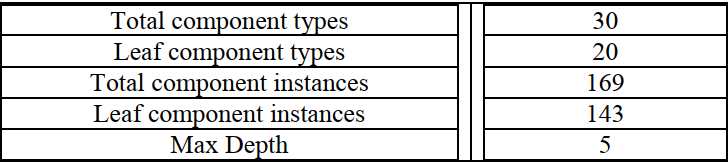 Total component types 30
Leaf component types 20
Total component instances 169
Leaf component instances 143
Max Depth 5